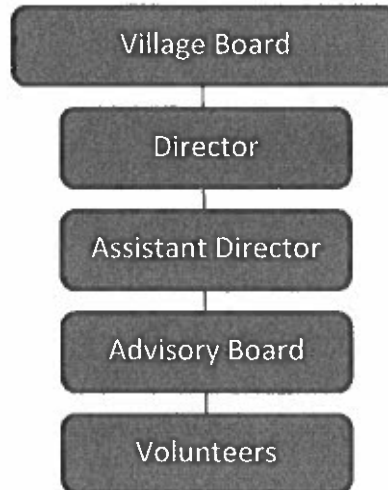 Village Board
Director
Assistant Director
Advisory Board
Volunteers